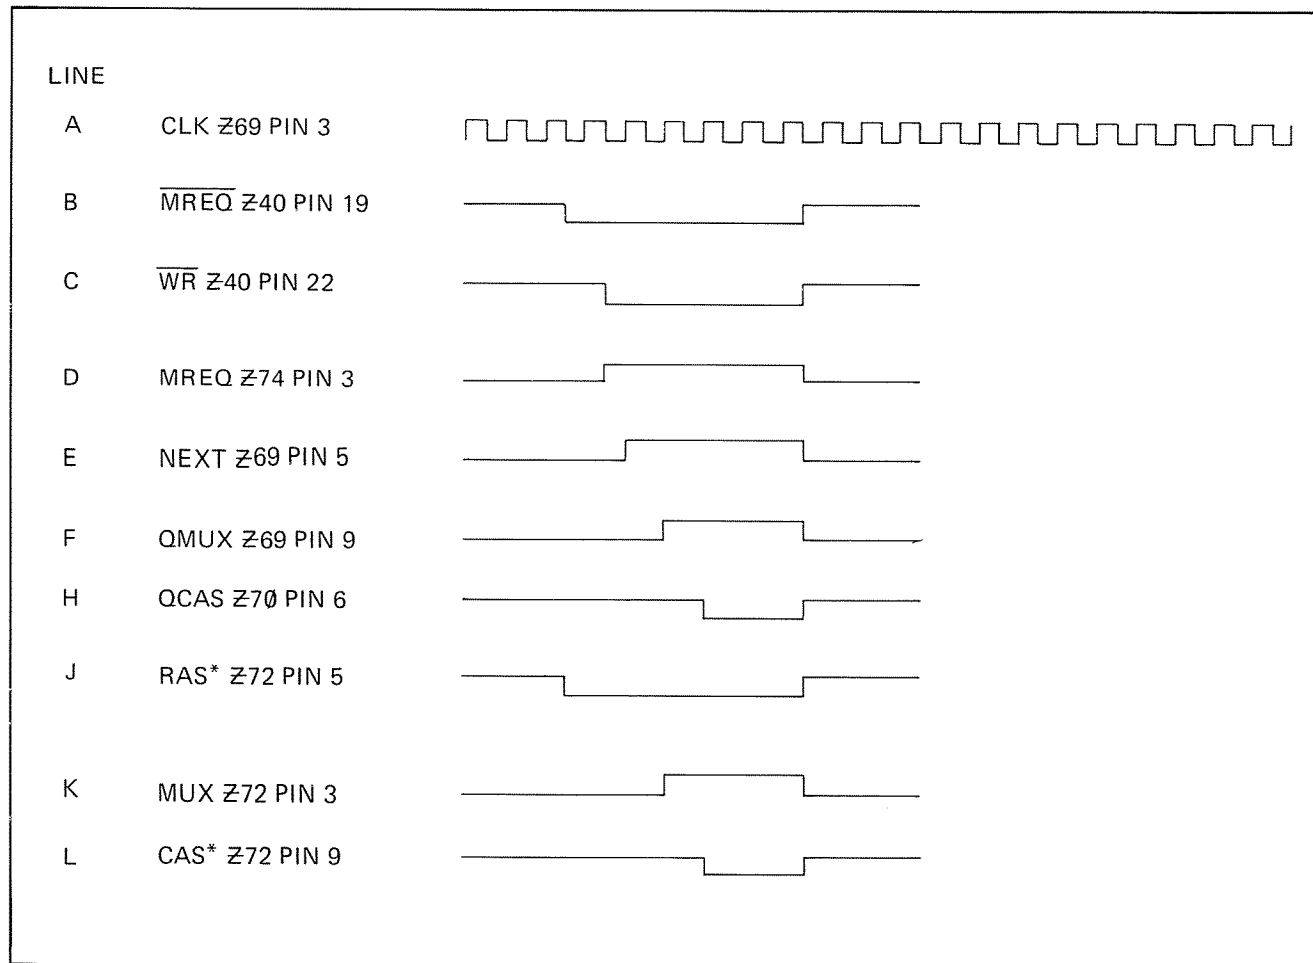 LINE
A CLK Z69 PIN 3
B MREQ Z40 PIN 19
C WR Z40 PIN 22
D MREQ Z74 PIN 3
E NEXT Z69 PIN 5
F QMUX Z69 PIN 9
H QCAS Z70 PIN 6
J RAS* Z72 PIN 5
K MUX Z72 PIN 3
L CAS* Z72 PIN 9